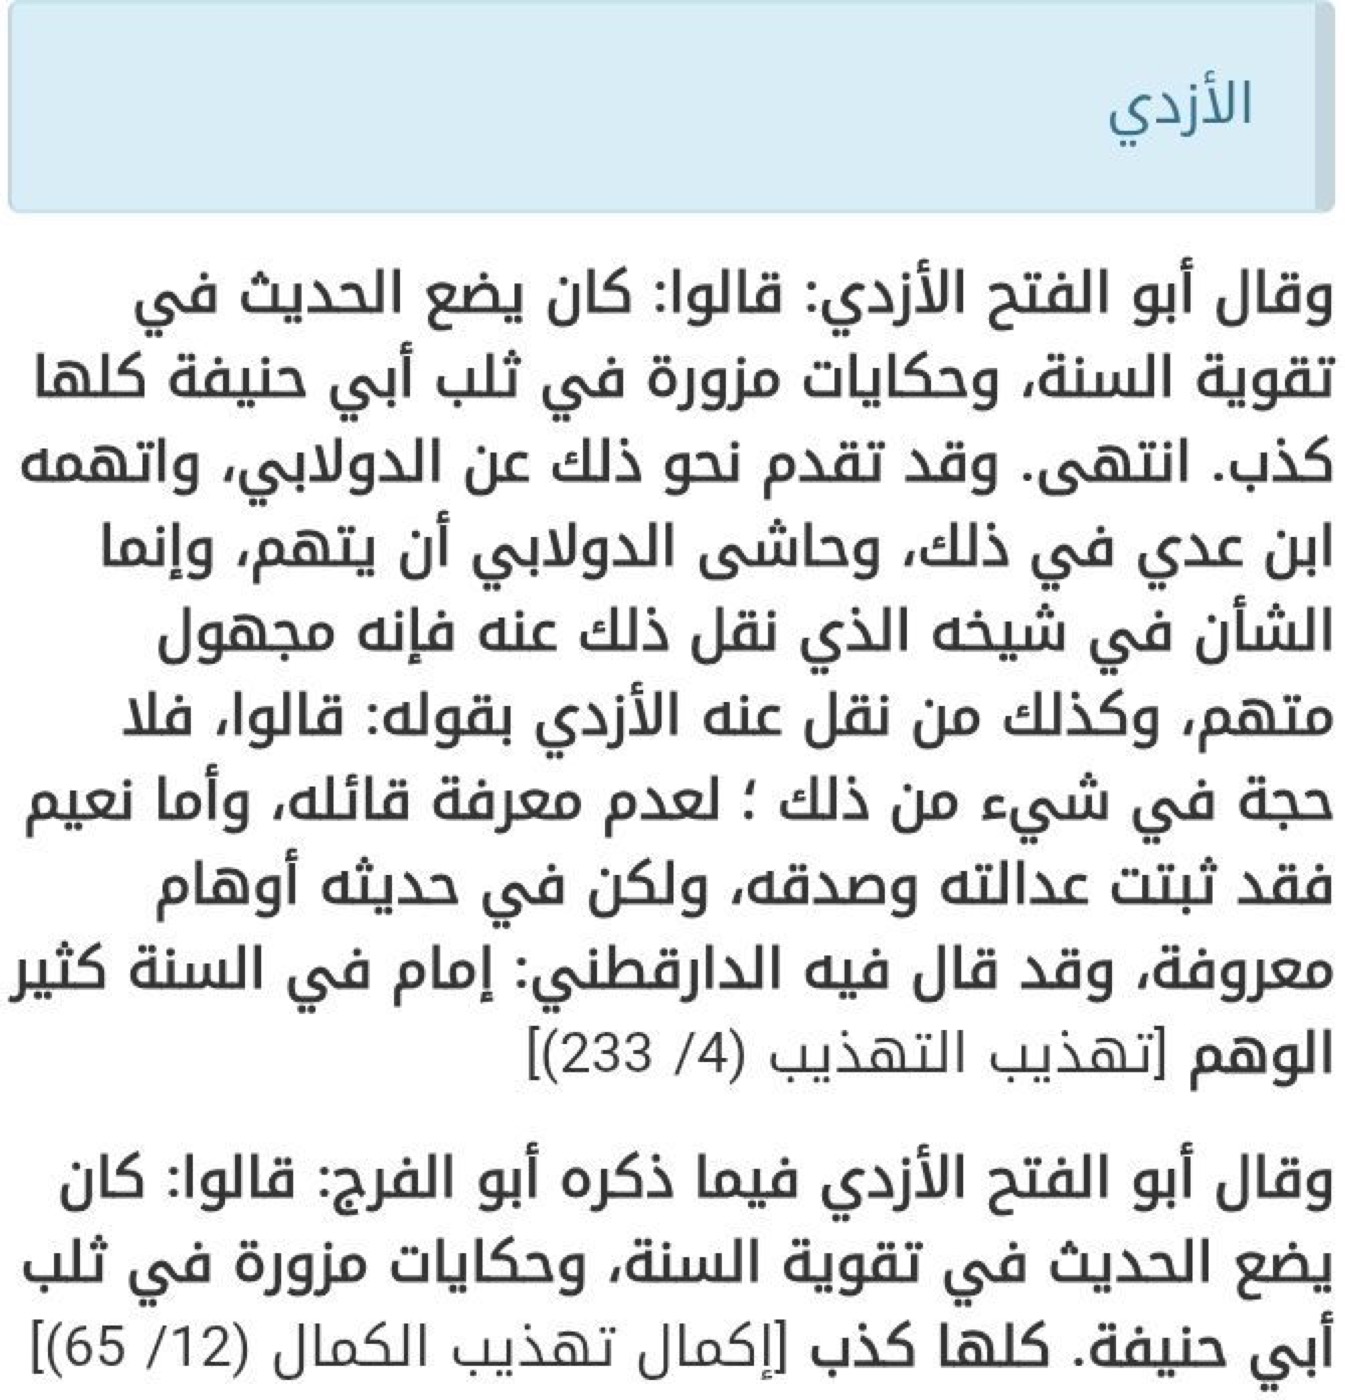 الأزدي
وقال أبو الفتح الأزدي: قالوا: كان يضع الحديث في
تقوية السنة، وحكايات مزورة في ثلب أبي حنيفة كلها
كذب. انتهى. وقد تقدم نحو ذلك عن الدولابي، واتهمه
ابن عدي في ذلك، وحاشى الدولابي أن يتهم، وإنما
الشأن في شيخه الذي نقل ذلك عنه فإنه مجهول
متهم، وكذلك من نقل عنه الأزدي بقوله: قالوا، فلا
حجة في شيء من ذلك ؛ لعدم معرفة قائله، وأما نعيم
فقد ثبتت عدالته وصدقه، ولكن في حديثه أوهام
معروفة، وقد قال فيه الدارقطني: إمام في السنة كثير
الوهم [تهذيب التهذيب (4/ 233)]
وقال أبو الفتح الأزدي فيما ذكره أبو الفرج: قالوا: كان
يضع الحديث في تقوية السنة، وحكايات مزورة في ثلب
أبي حنيفة. كلها كذب [إكمال تهذيب الكمال (12/ 65)]